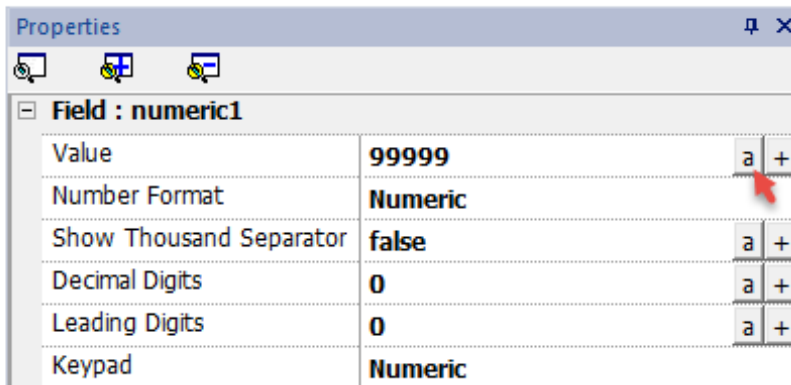 Properties
Field : numeric1
Value 99999 a +
Number Format Numeric
Show Thousand Separator false a +
Decimal Digits 0 a +
Leading Digits 0 a +
Keypad Numeric